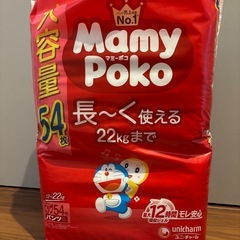 No.1
大容量
54枚
Mamy
マミーポコ
Poko
長〜く使える
22kgまで
12時間モレ安心
54
パンツ
unicharm
ユニ・チャーム